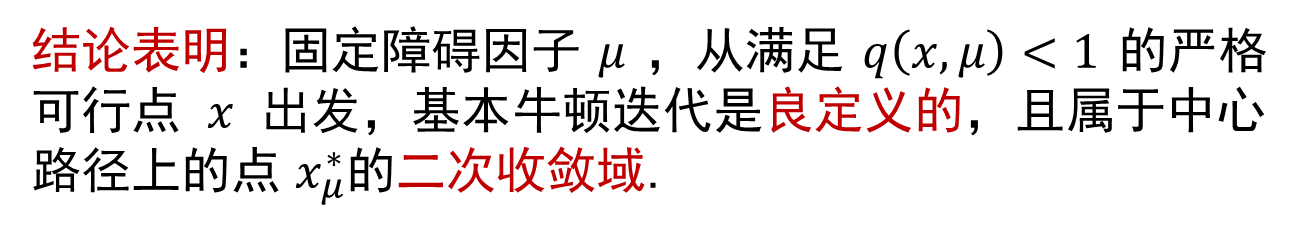 结论表明：固定障碍因子 μ ，从满足 q(x, μ) < 1 的严格
可行点 x 出发，基本牛顿迭代是良定义的，且属于中心
路径上的点 x*μ的二次收敛域.